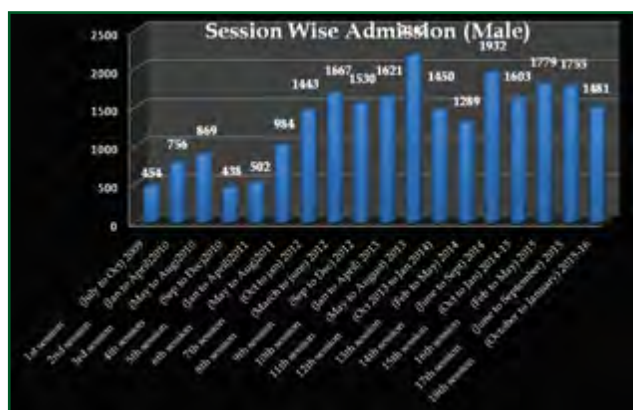 Session Wise Admission (Male)
2500
2000
1500
1000
500
0
454
756
869
438
502
984
1443
1667
1530
1621
1450
1289
1932
1603
1779
1755
1481
1st session (July to Oct) 2009
2nd session (Jan to April)2010
3rd session (May to Aug)2010
4th session (Sep to Dec)2010
5th session (Jan to April)2011
6th session (May to Aug)2011
7th session (Oct to jan) 2012
8th session (March to June) 2012
9th session (Sep to Dec) 2012
10th session (Jan to April) 2013
11th session (May to August) 2013
12th session (Oct 2013 to Jan 2014)
13th session (Feb to May) 2014
14th session (June to Sep) 2014
15th session (Oct to Jan) 2014-15
16th session (Feb to May) 2015
17th session (June to September) 2015
18th session (October to January) 2015-16